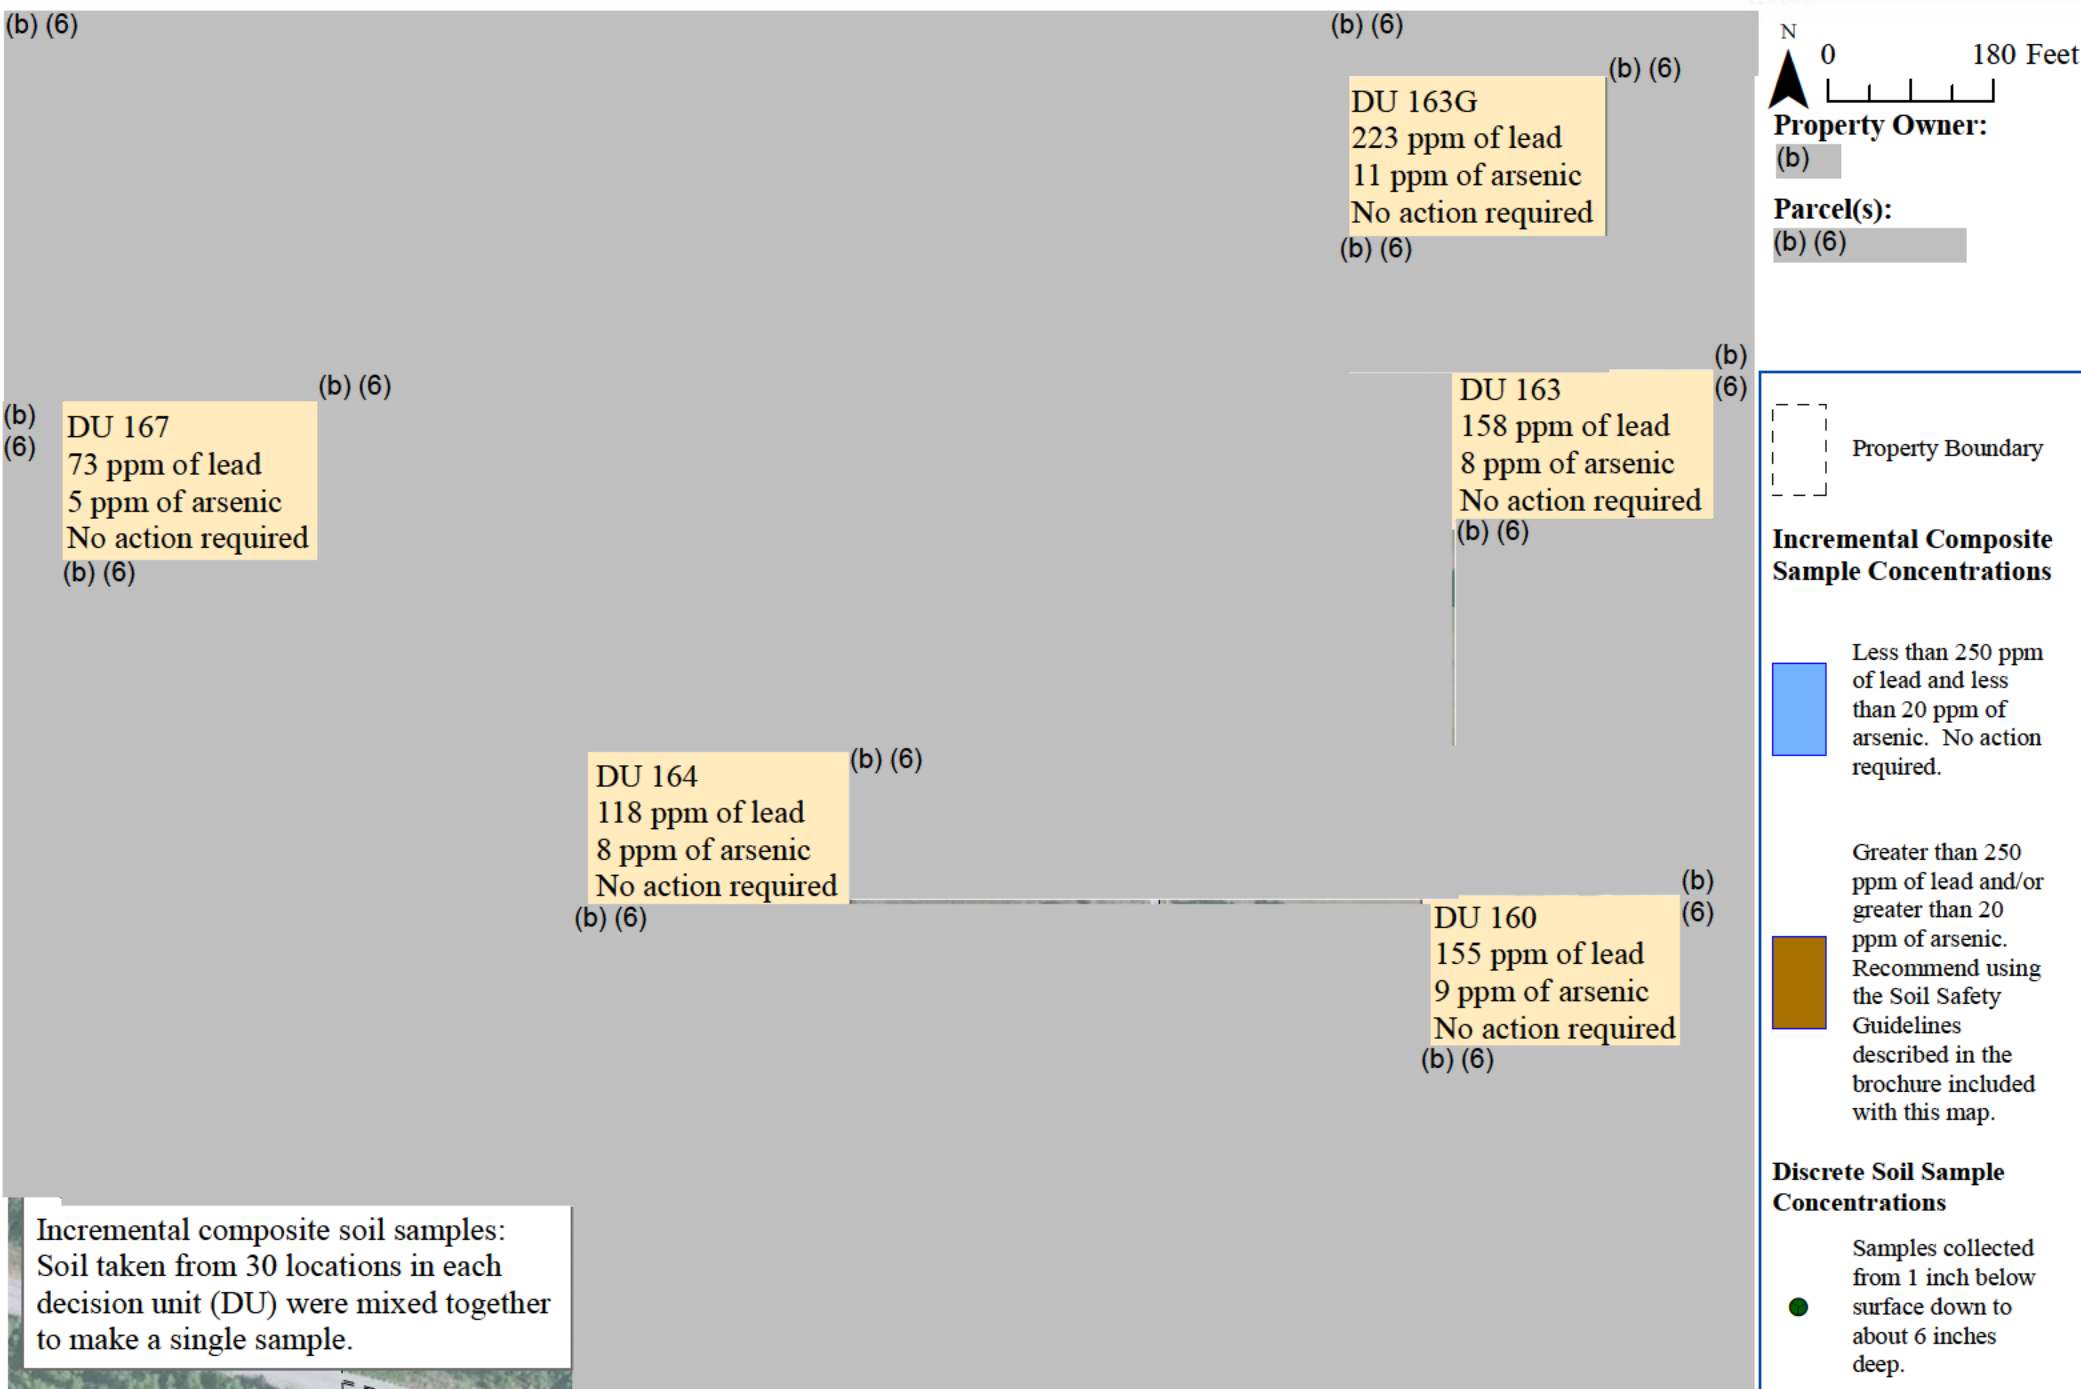 (b) (6)
(b) (6)
(b) (6)
DU 163G
223 ppm of lead
11 ppm of arsenic
No action required
(b) (6)
(b)
(6)
DU 163
158 ppm of lead
8 ppm of arsenic
No action required
(b) (6)
(b) (6)
(b)
(6)
DU 167
73 ppm of lead
5 ppm of arsenic
No action required
(b) (6)
(b) (6)
DU 164
118 ppm of lead
8 ppm of arsenic
No action required
(b) (6)
(b)
(6)
DU 160
155 ppm of lead
9 ppm of arsenic
No action required
(b) (6)
Incremental composite soil samples:
Soil taken from 30 locations in each
decision unit (DU) were mixed together
to make a single sample.
N
0 180 Feet
Property Owner:
(b)
Parcel(s):
(b) (6)
Property Boundary
Incremental Composite
Sample Concentrations
Less than 250 ppm
of lead and less
than 20 ppm of
arsenic. No action
required.
Greater than 250
ppm of lead and/or
greater than 20
ppm of arsenic.
Recommend using
the Soil Safety
Guidelines
described in the
brochure included
with this map.
Discrete Soil Sample
Concentrations
Samples collected
from 1 inch below
surface down to
about 6 inches
deep.